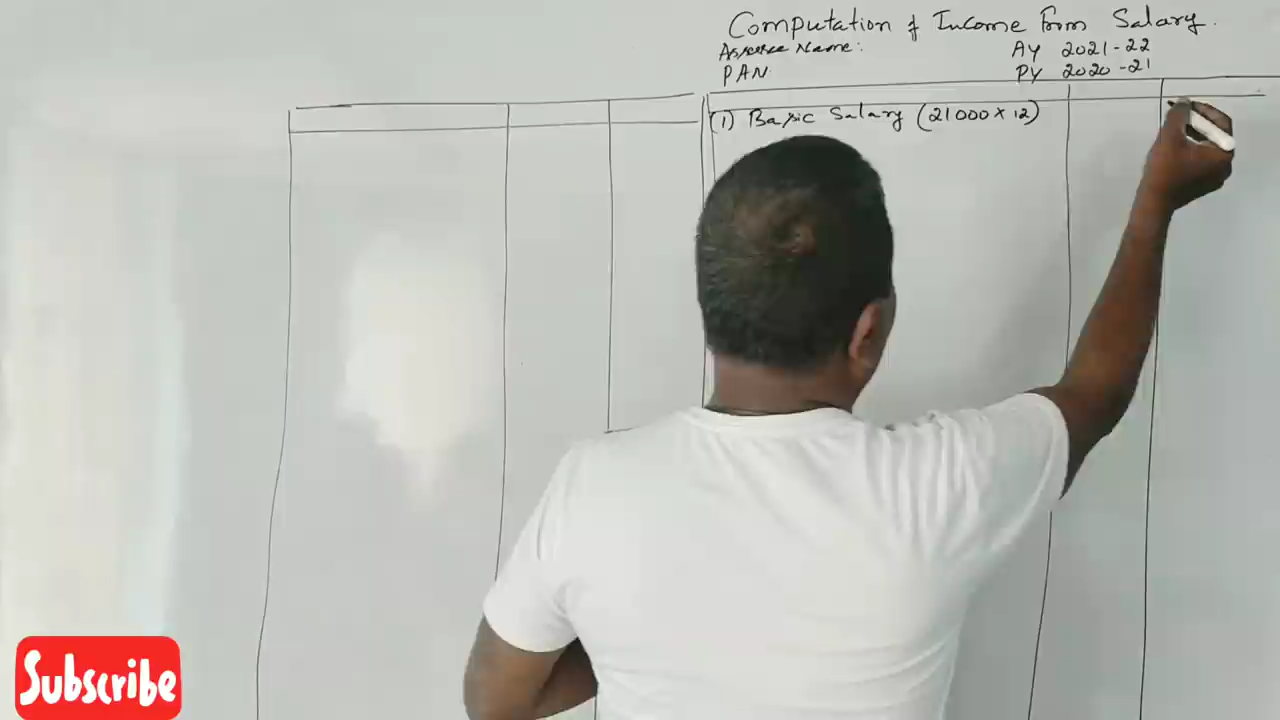 Computation of Income from Salary.
Assessee Name: AY 2021-22
PAN PY 2020-21
(1) Basic Salary (21000 x 12)
Subscribe